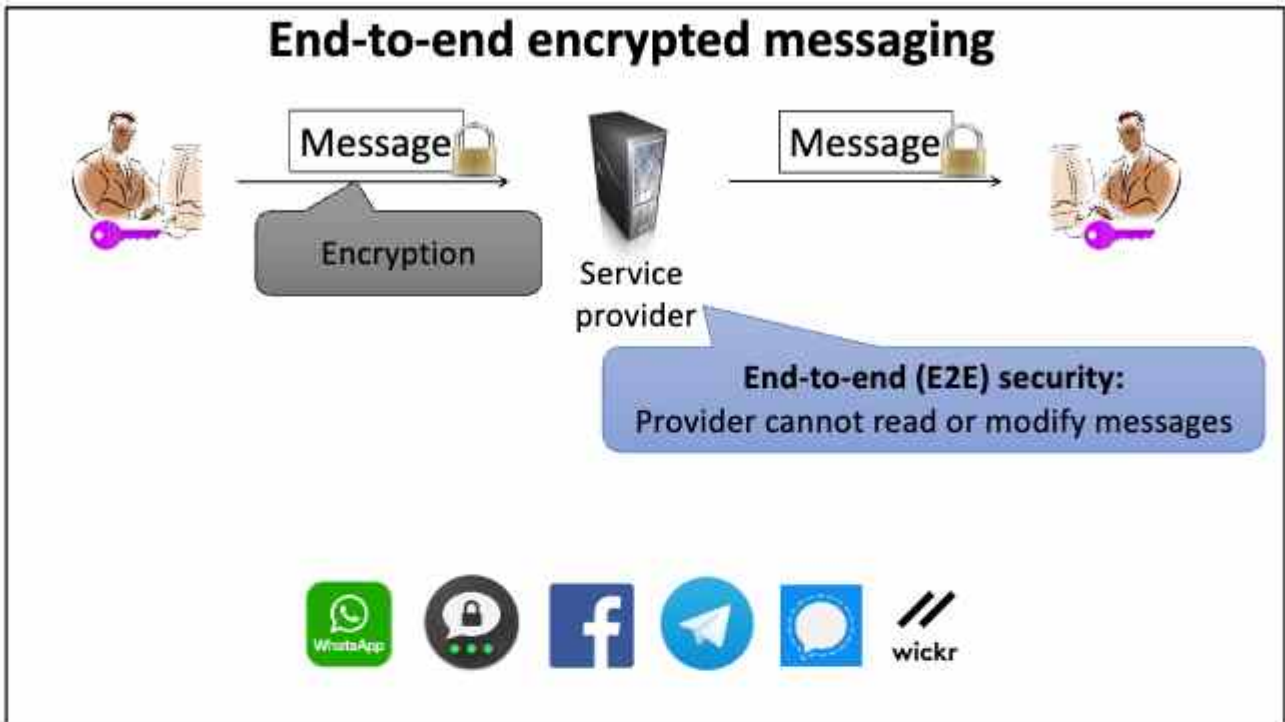 End-to-end encrypted messaging
Message
Message
Encryption
Service
provider
End-to-end (E2E) security:
Provider cannot read or modify messages
WhatsApp
wickr